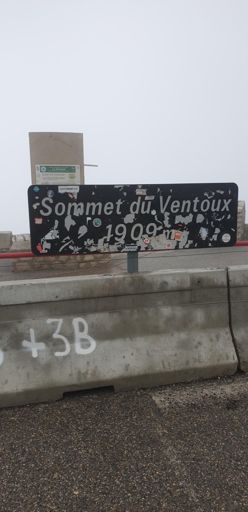 Sommet du Ventoux
1909 m
+3B